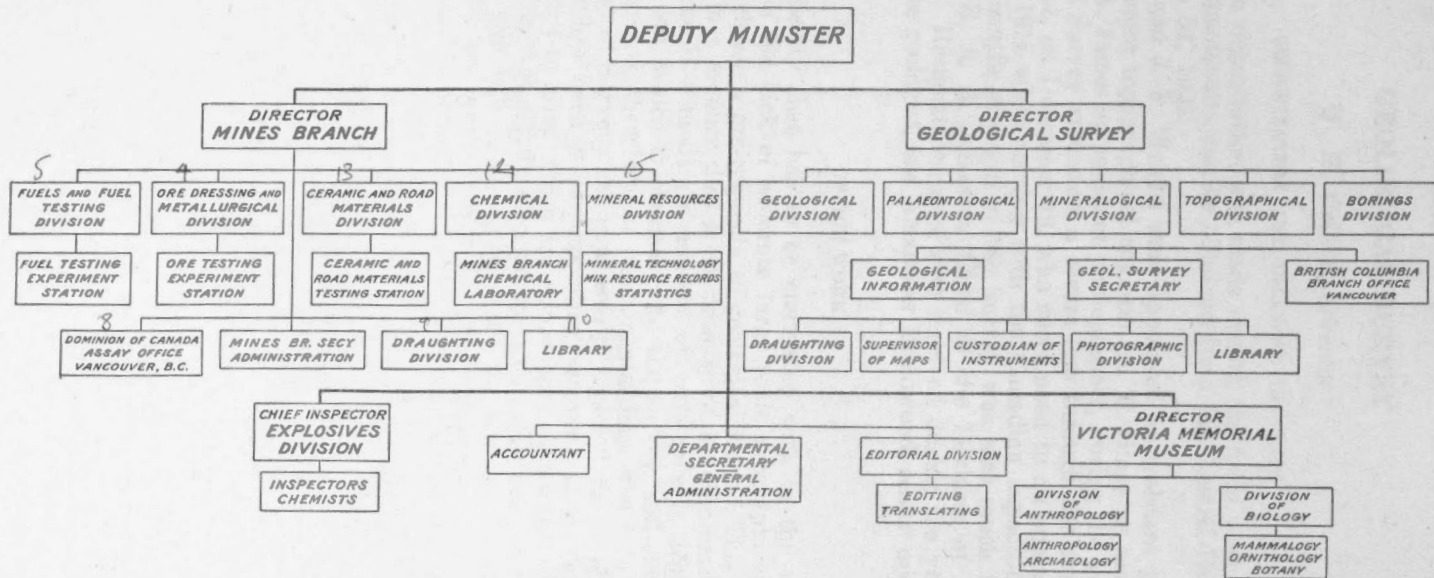 DEPUTY MINISTER
DIRECTOR
MINES BRANCH
DIRECTOR
GEOLOGICAL SURVEY
5
4
13
14
15
FUELS AND FUEL
TESTING
DIVISION
ORE DRESSING AND
METALLURGICAL
DIVISION
CERAMIC AND ROAD
MATERIALS
DIVISION
CHEMICAL
DIVISION
MINERAL RESOURCES
DIVISION
GEOLOGICAL
DIVISION
PALAEONTOLOGICAL
DIVISION
MINERALOGICAL
DIVISION
TOPOGRAPHICAL
DIVISION
BORINGS
DIVISION
FUEL TESTING
EXPERIMENT
STATION
ORE TESTING
EXPERIMENT
STATION
CERAMIC AND
ROAD MATERIALS
TESTING STATION
MINES BRANCH
CHEMICAL
LABORATORY
MINERAL TECHNOLOGY
MIN. RESOURCE RECORDS
STATISTICS
GEOLOGICAL
INFORMATION
GEOL. SURVEY
SECRETARY
BRITISH COLUMBIA
BRANCH OFFICE
VANCOUVER
8
9
10
DOMINION OF CANADA
ASSAY OFFICE
VANCOUVER, B.C.
MINES BR. SECY
ADMINISTRATION
DRAUGHTING
DIVISION
LIBRARY
DRAUGHTING
DIVISION
SUPERVISOR
OF MAPS
CUSTODIAN OF
INSTRUMENTS
PHOTOGRAPHIC
DIVISION
LIBRARY
CHIEF INSPECTOR
EXPLOSIVES
DIVISION
ACCOUNTANT
DEPARTMENTAL
SECRETARY
GENERAL
ADMINISTRATION
EDITORIAL DIVISION
DIRECTOR
VICTORIA MEMORIAL
MUSEUM
INSPECTORS
CHEMISTS
EDITING
TRANSLATING
DIVISION
OF
ANTHROPOLOGY
DIVISION
OF
BIOLOGY
ANTHROPOLOGY
ARCHAEOLOGY
MAMMALOGY
ORNITHOLOGY
BOTANY